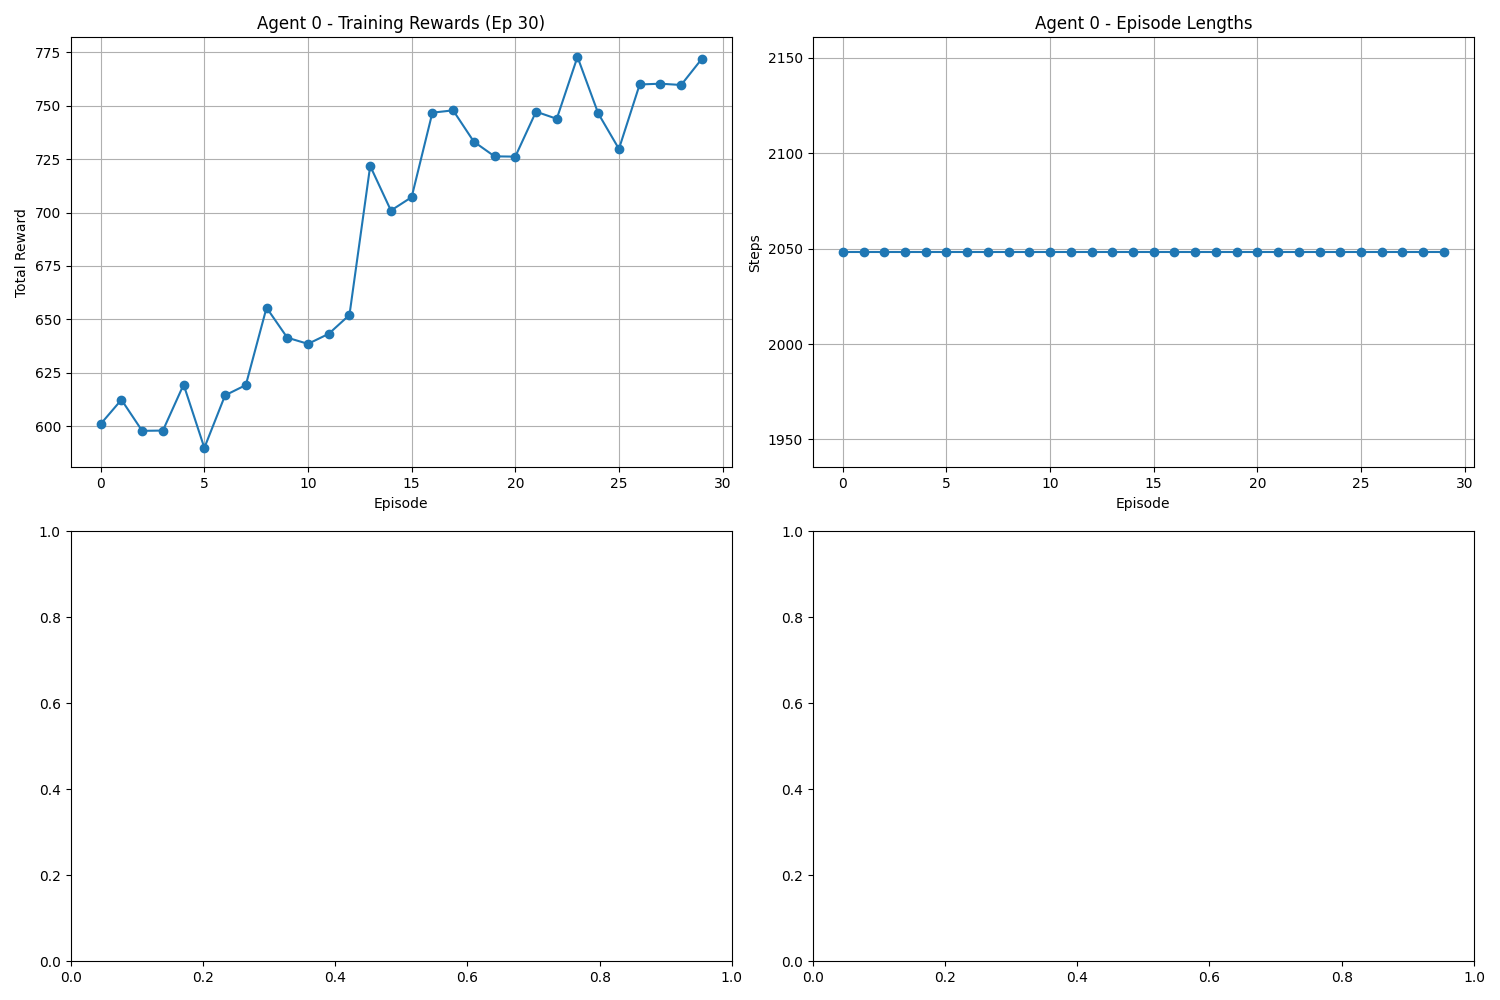 Agent 0 - Training Rewards (Ep 30)
775
750
725
700
675
650
625
600
Total Reward
0 5 10 15 20 25 30
Episode
Agent 0 - Episode Lengths
2150
2100
2050
2000
1950
Steps
0 5 10 15 20 25 30
Episode
1.0
0.8
0.6
0.4
0.2
0.0
0.0 0.2 0.4 0.6 0.8 1.0
1.0
0.8
0.6
0.4
0.2
0.0
0.0 0.2 0.4 0.6 0.8 1.0